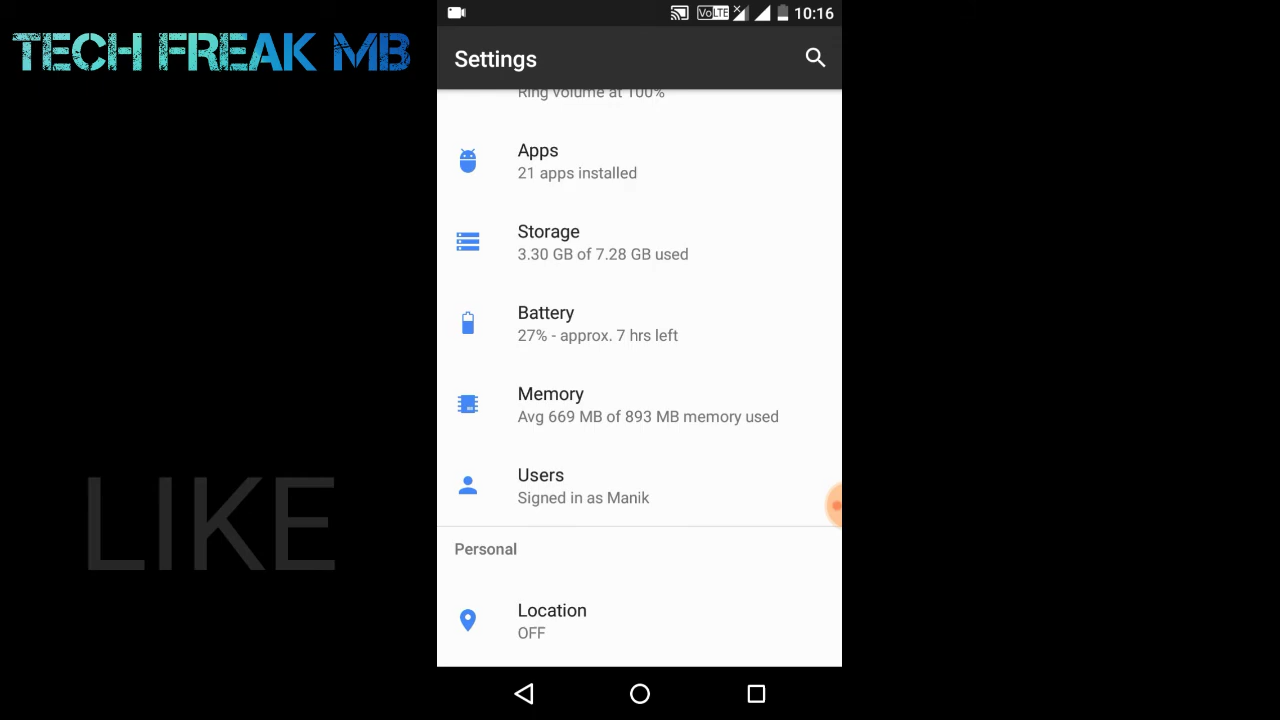 TECH FREAK MB
VoLTE 10:16
Settings
Ring volume at 100%
Apps
21 apps installed
Storage
3.30 GB of 7.28 GB used
Battery
27% - approx. 7 hrs left
Memory
Avg 669 MB of 893 MB memory used
Users
Signed in as Manik
LIKE
Personal
Location
OFF